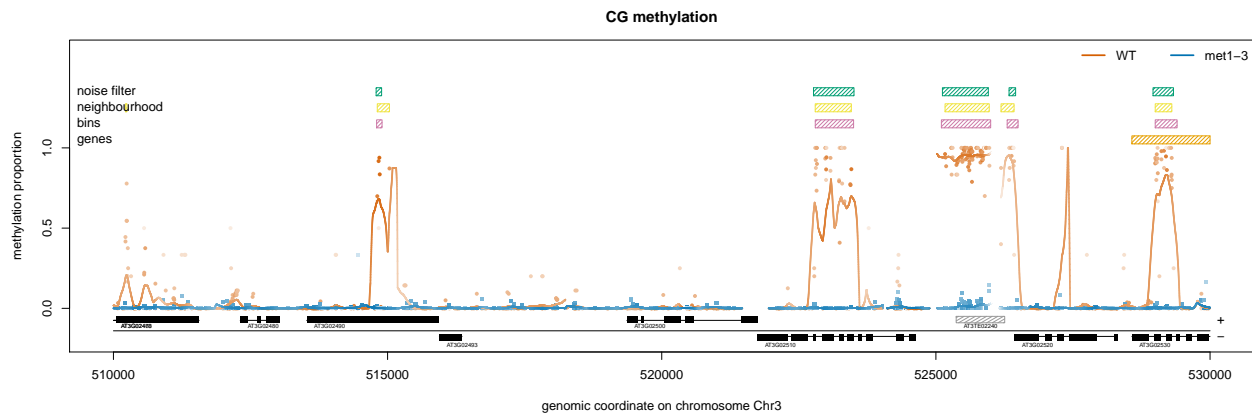 CG methylation
WT met1−3
noise filter
neighbourhood
bins
genes
methylation proportion
1.0
0.5
0.0
AT3G02480 AT3G02490 AT3G02500 AT3TE02240 +
AT3G02493 AT3G02510 AT3G02520 AT3G02530 −
510000 515000 520000 525000 530000
genomic coordinate on chromosome Chr3